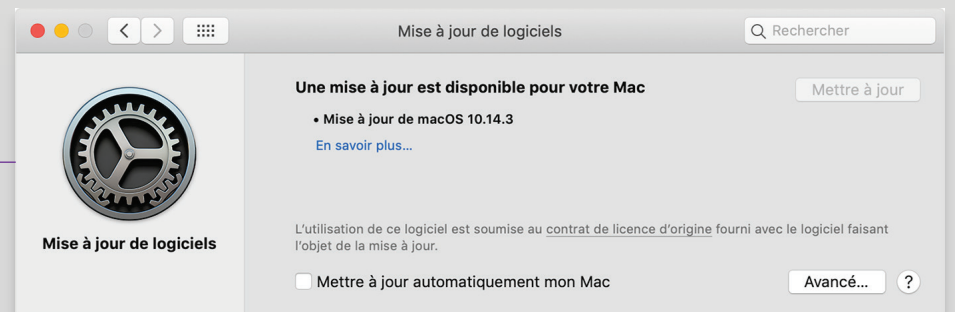 Mise à jour de logiciels
Rechercher
Une mise à jour est disponible pour votre Mac
Mettre à jour
• Mise à jour de macOS 10.14.3
En savoir plus...
Mise à jour de logiciels
L'utilisation de ce logiciel est soumise au contrat de licence d'origine fourni avec le logiciel faisant
l'objet de la mise à jour.
Mettre à jour automatiquement mon Mac
Avancé...
?